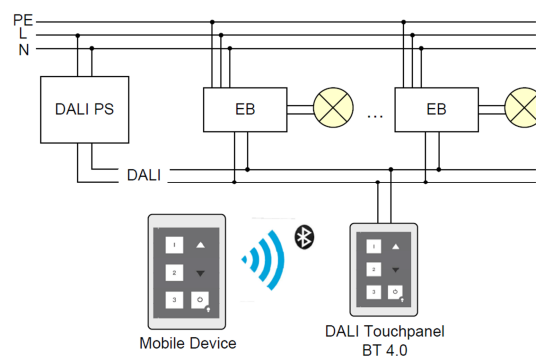 PE
L
N
DALI PS
EB
...
EB
DALI
1
2
3
1
2
3
Mobile Device
DALI Touchpanel
BT 4.0